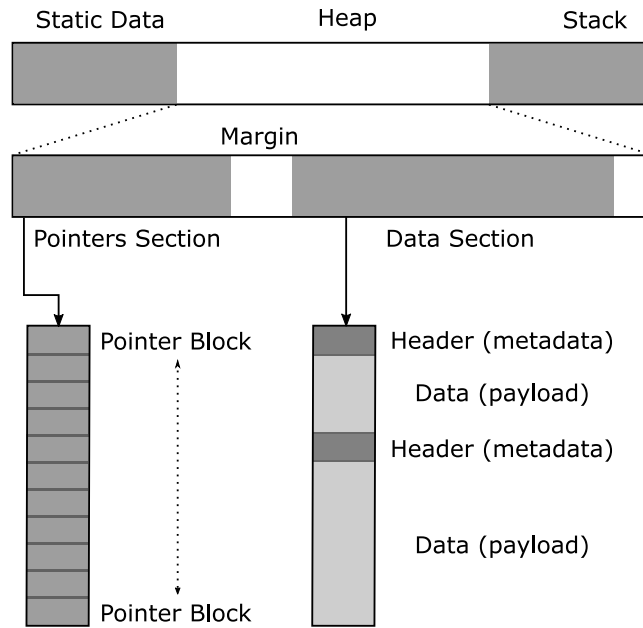 Static Data
Heap
Stack
Margin
Pointers Section
Data Section
Pointer Block
Header (metadata)
Data (payload)
Header (metadata)
Data (payload)
Pointer Block